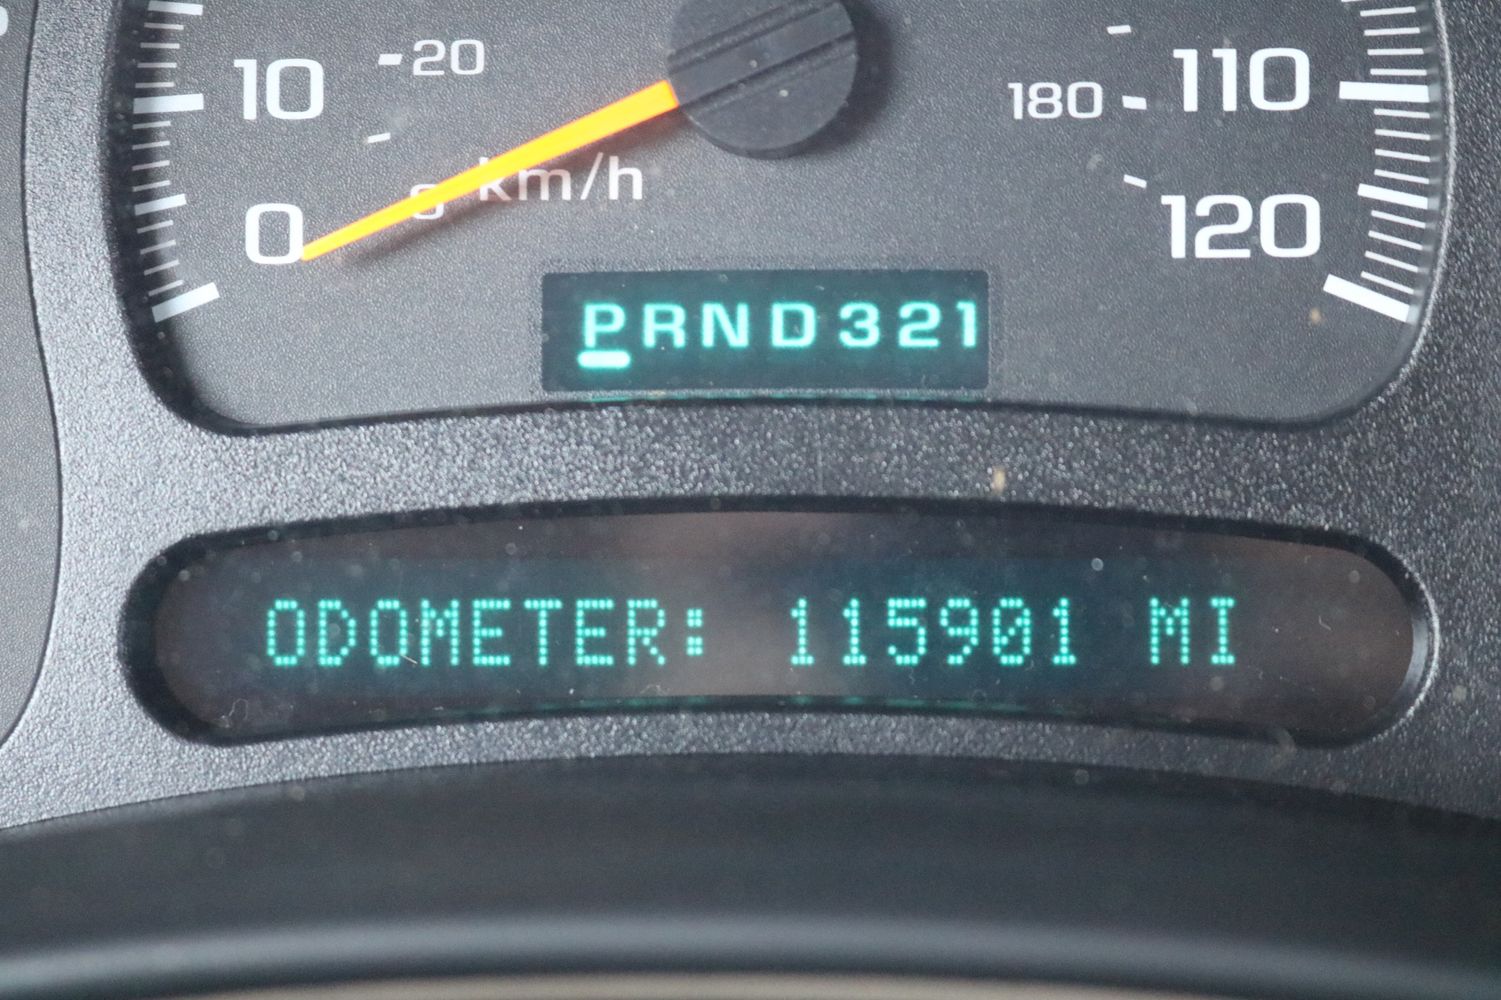 10 20 180 110
km/h
0 120
PRND321
ODOMETER: 115901 MI